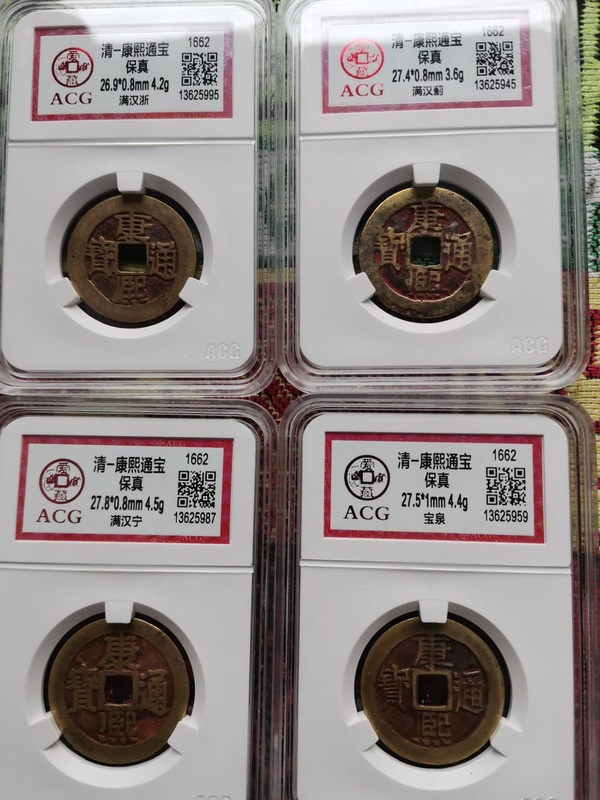 清-康熙通宝
1662
保真
26.9*0.8mm 4.2g
ACG
满汉浙
13625995
康熙通寶
ACG
清-康熙通宝
1662
保真
27.4*0.8mm 3.6g
ACG
满汉蓟
13625945
康熙通寶
ACG
清-康熙通宝
1662
保真
27.8*0.8mm 4.5g
ACG
满汉宁
13625987
康熙通寶
清-康熙通宝
1662
保真
27.5*1mm 4.4g
ACG
宝泉
13625959
康熙通寶